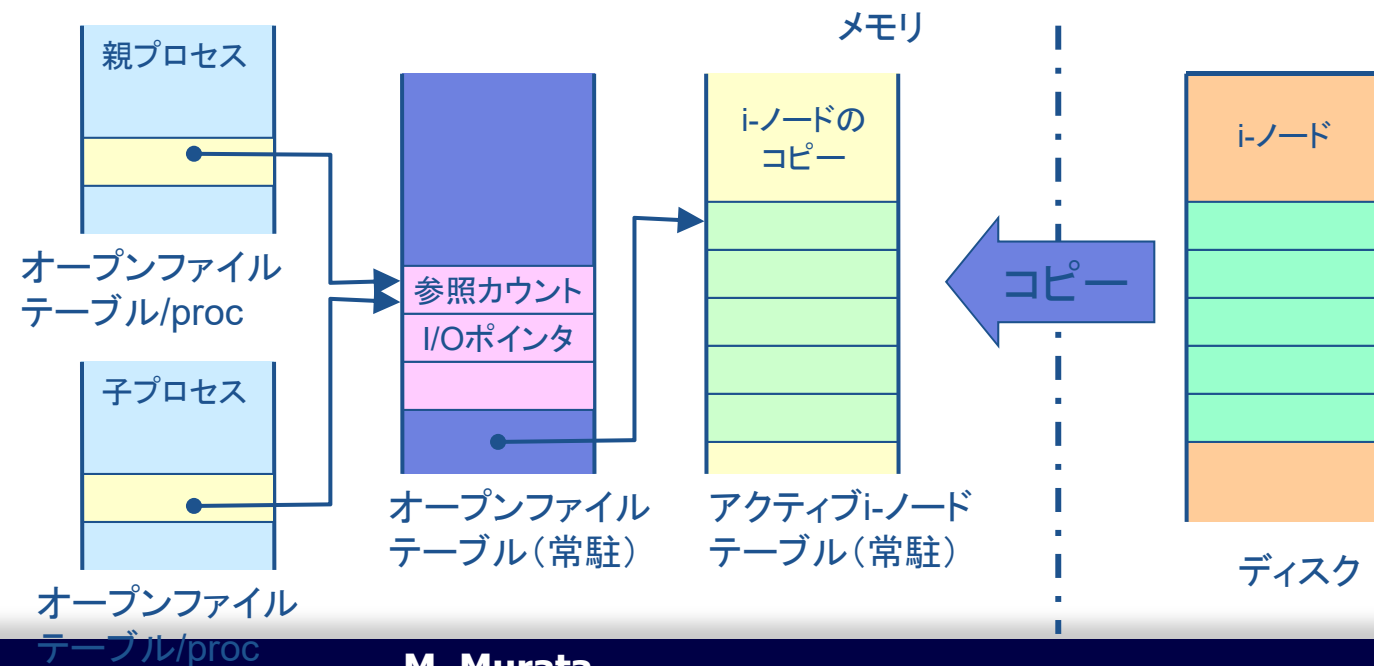 メモリ
親プロセス
オープンファイル
テーブル/proc
子プロセス
オープンファイル
テーブル/proc
参照カウント
I/Oポインタ
オープンファイル
テーブル（常駐）
i-ノードの
コピー
アクティブi-ノード
テーブル（常駐）
コピー
i-ノード
ディスク
M. Murata